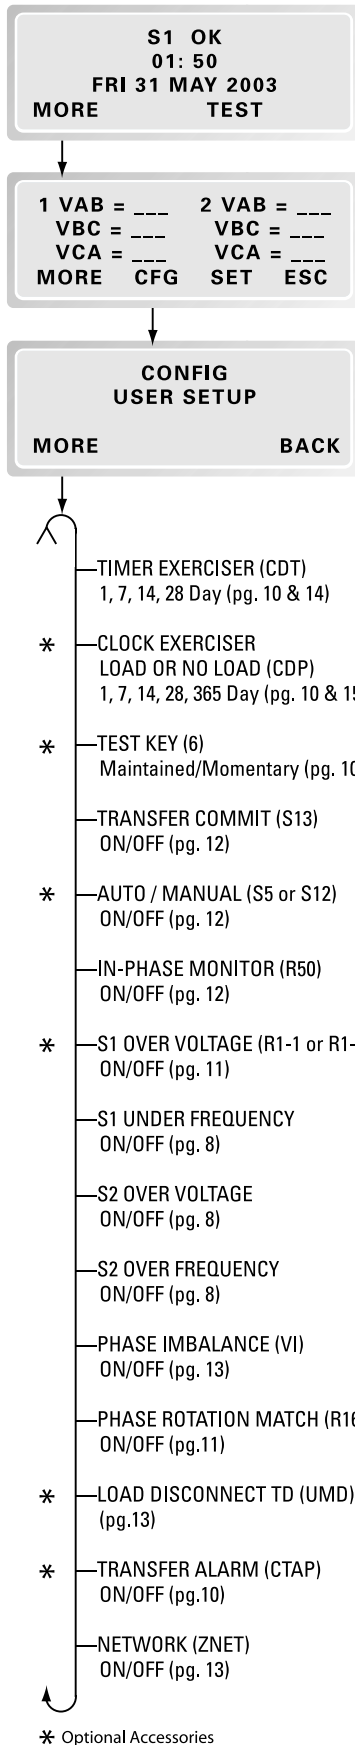 S1 OK
01: 50
FRI 31 MAY 2003
MORE TEST
1 VAB = ___ 2 VAB = ___
VBC = ___ VBC = ___
VCA = ___ VCA = ___
MORE CFG SET ESC
CONFIG
USER SETUP
MORE BACK
TIMER EXERCISER (CDT)
1, 7, 14, 28 Day (pg. 10 & 14)
* CLOCK EXERCISER
LOAD OR NO LOAD (CDP)
1, 7, 14, 28, 365 Day (pg. 10 & 15
* TEST KEY (6)
Maintained/Momentary (pg. 10
TRANSFER COMMIT (S13)
ON/OFF (pg. 12)
* AUTO / MANUAL (S5 or S12)
ON/OFF (pg. 12)
IN-PHASE MONITOR (R50)
ON/OFF (pg. 12)
* S1 OVER VOLTAGE (R1-1 or R1-
ON/OFF (pg. 11)
S1 UNDER FREQUENCY
ON/OFF (pg. 8)
S2 OVER VOLTAGE
ON/OFF (pg. 8)
S2 OVER FREQUENCY
ON/OFF (pg. 8)
PHASE IMBALANCE (VI)
ON/OFF (pg. 13)
PHASE ROTATION MATCH (R16
ON/OFF (pg.11)
* LOAD DISCONNECT TD (UMD)
(pg.13)
* TRANSFER ALARM (CTAP)
ON/OFF (pg.10)
NETWORK (ZNET)
ON/OFF (pg. 13)
* Optional Accessories